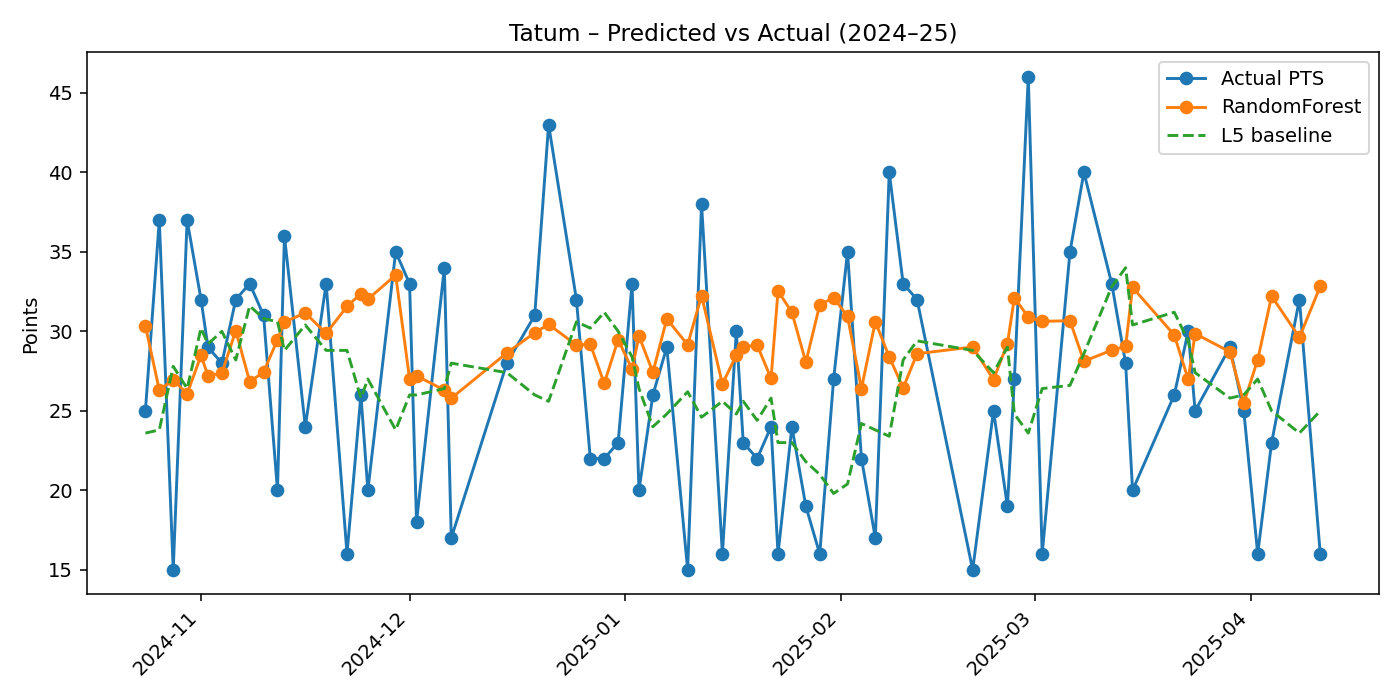 Tatum – Predicted vs Actual (2024–25)
Actual PTS
RandomForest
L5 baseline
Points
45
40
35
30
25
20
15
2024-11
2024-12
2025-01
2025-02
2025-03
2025-04